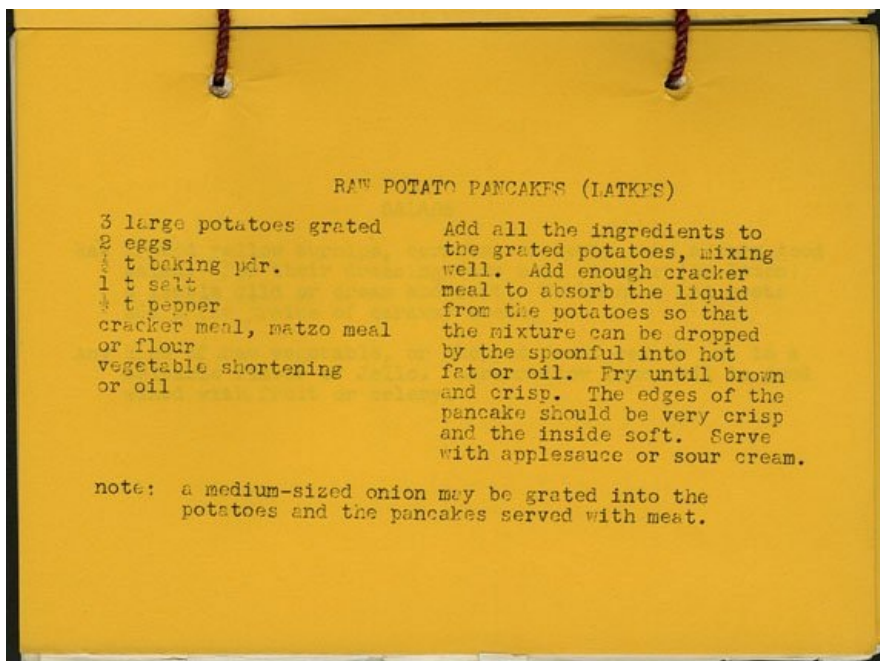 RAW POTATO PANCAKES (LATKES)
3 large potatoes grated
2 eggs
t baking pdr.
1 t salt
t pepper
cracker meal, matzo meal
or flour
vegetable shortening
or oil
Add all the ingredients to
the grated potatoes, mixing
well. Add enough cracker
meal to absorb the liquid
from the potatoes so that
the mixture can be dropped
by the spoonful into hot
fat or oil. Fry until brown
and crisp. The edges of the
pancake should be very crisp
and the inside soft. Serve
with applesauce or sour cream.
note: a medium-sized onion may be grated into the
potatoes and the pancakes served with meat.